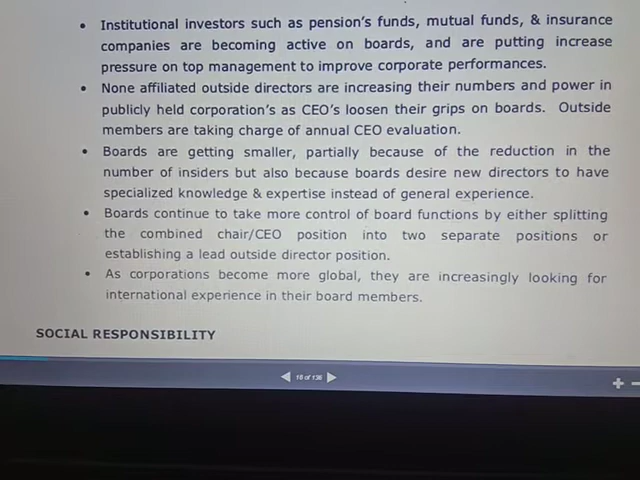 • Institutional investors such as pension's funds, mutual funds, & insurance
companies are becoming active on boards, and are putting increase
pressure on top management to improve corporate performances.
• None affiliated outside directors are increasing their numbers and power in
publicly held corporation's as CEO's loosen their grips on boards. Outside
members are taking charge of annual CEO evaluation.
• Boards are getting smaller, partially because of the reduction in the
number of insiders but also because boards desire new directors to have
specialized knowledge & expertise instead of general experience.
• Boards continue to take more control of board functions by either splitting
the combined chair/CEO position into two separate positions or
establishing a lead outside director position.
• As corporations become more global, they are increasingly looking for
international experience in their board members.
SOCIAL RESPONSIBILITY
18 of 136